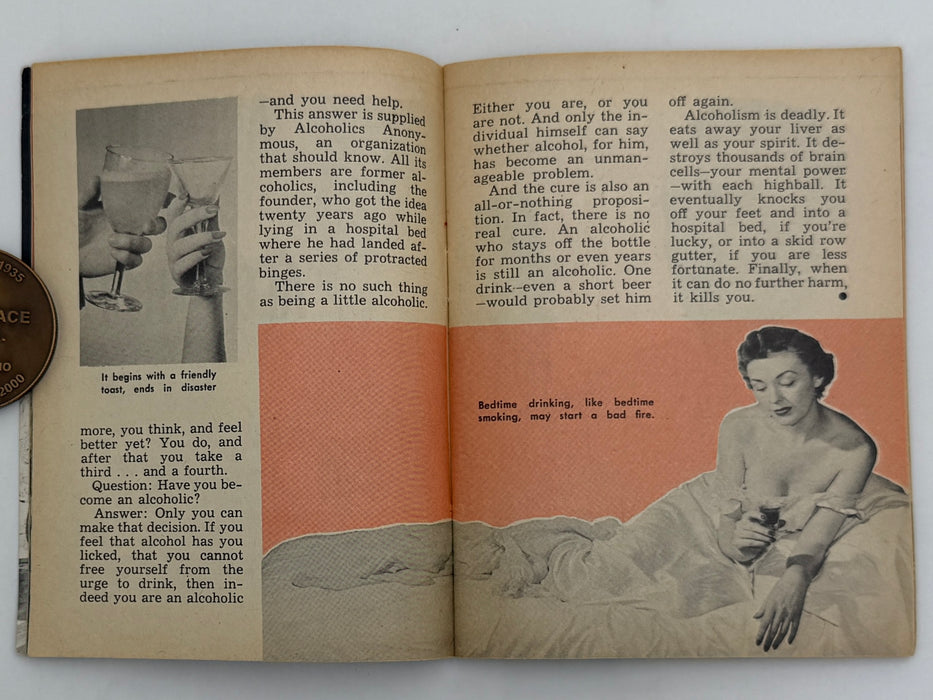 1935
ACE
2000
It begins with a friendly
toast, ends in disaster
more, you think, and feel
better yet? You do, and
after that you take a
third . . . and a fourth.
Question: Have you be-
come an alcoholic?
Answer: Only you can
make that decision. If you
feel that alcohol has you
licked, that you cannot
free yourself from the
urge to drink, then in-
deed you are an alcoholic
—and you need help.
This answer is supplied
by Alcoholics Anony-
mous, an organization
that should know. All its
members are former al-
coholics, including the
founder, who got the idea
twenty years ago while
lying in a hospital bed
where he had landed af-
ter a series of protracted
binges.
There is no such thing
as being a little alcoholic.
Either you are, or you
are not. And only the in-
dividual himself can say
whether alcohol, for him,
has become an unman-
ageable problem.
And the cure is also an
all-or-nothing proposi-
tion. In fact, there is no
real cure. An alcoholic
who stays off the bottle
for months or even years
is still an alcoholic. One
drink—even a short beer
—would probably set him
off again.
Alcoholism is deadly. It
eats away your liver as
well as your spirit. It de-
stroys thousands of brain
cells—your mental power
—with each highball. It
eventually knocks you
off your feet and into a
hospital bed, if you're
lucky, or into a skid row
gutter, if you are less
fortunate. Finally, when
it can do no further harm,
it kills you.
Bedtime drinking, like bedtime
smoking, may start a bad fire.